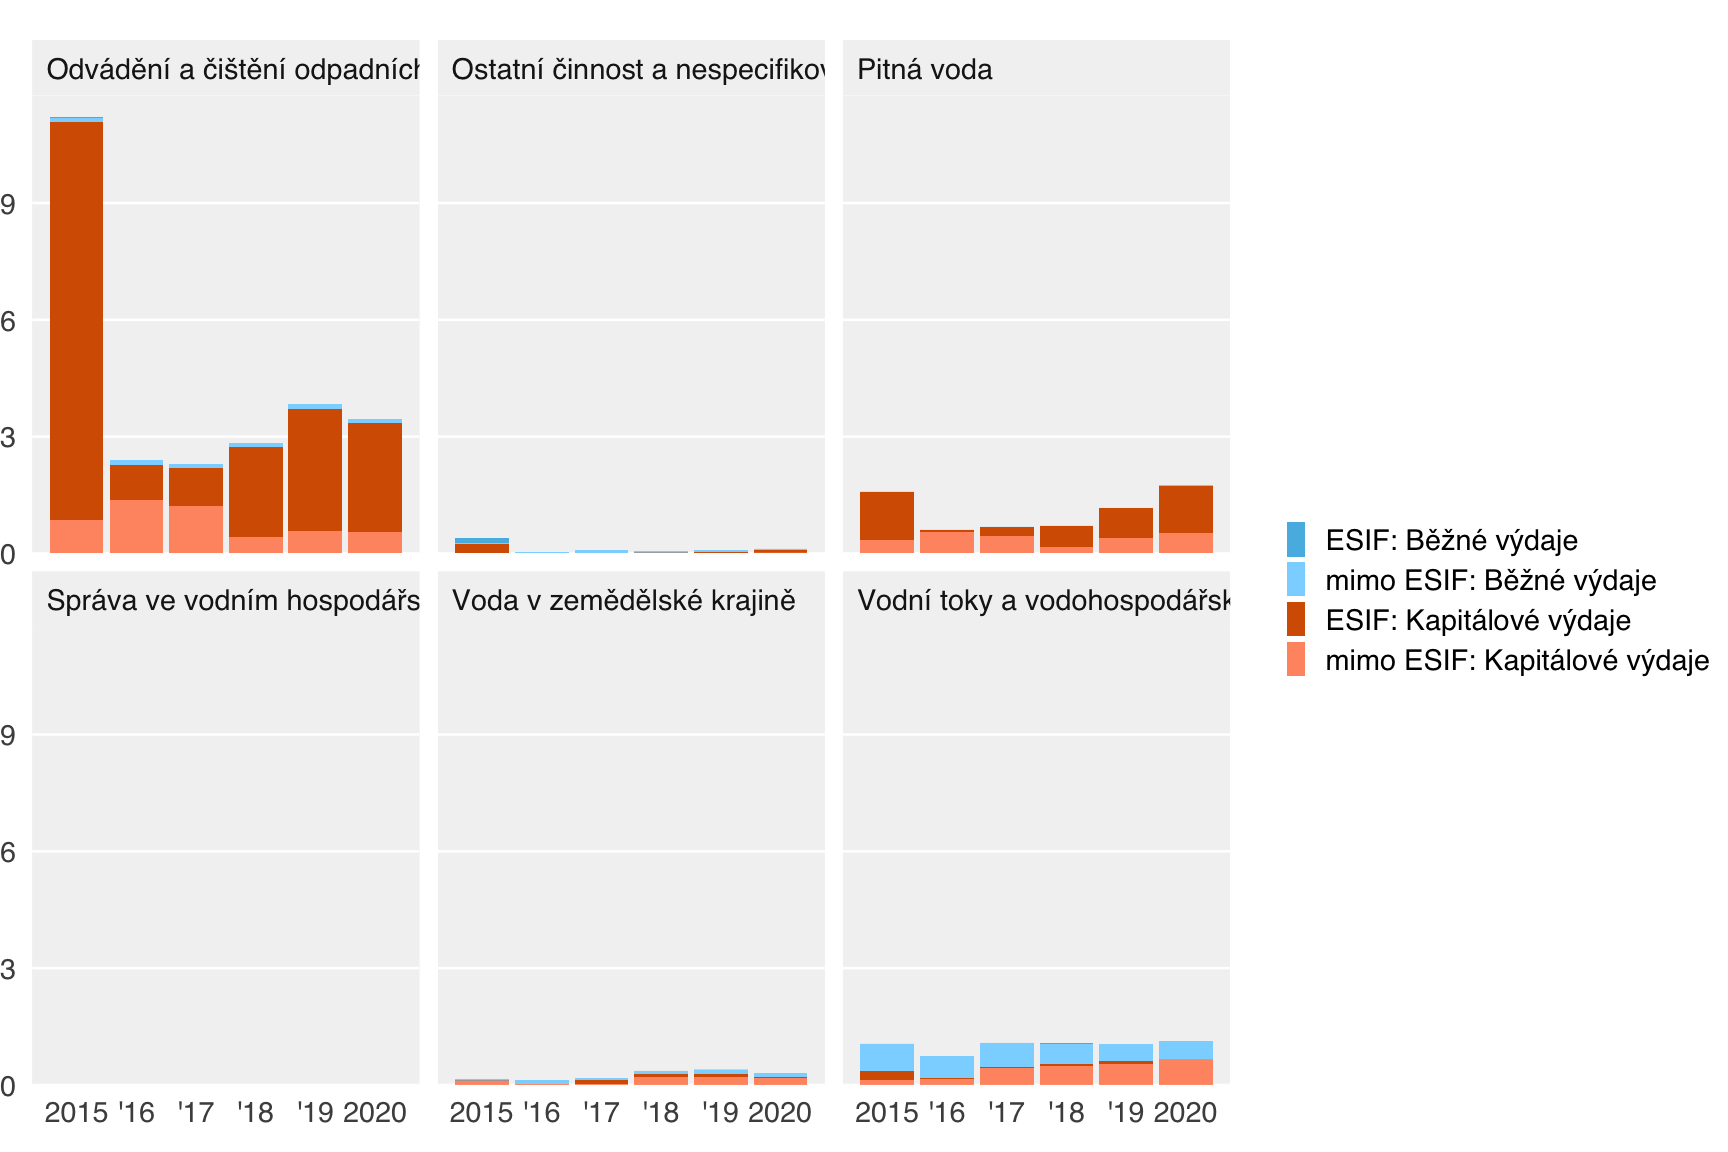 Odvádění a čištění odpadních
Ostatní činnost a nespecifikov
Pitná voda
9
6
3
0
Správa ve vodním hospodářs
Voda v zemědělské krajině
Vodní toky a vodohospodářsk
9
6
3
0
2015 '16 '17 '18 '19 2020
2015 '16 '17 '18 '19 2020
2015 '16 '17 '18 '19 2020
ESIF: Běžné výdaje
mimo ESIF: Běžné výdaje
ESIF: Kapitálové výdaje
mimo ESIF: Kapitálové výdaje